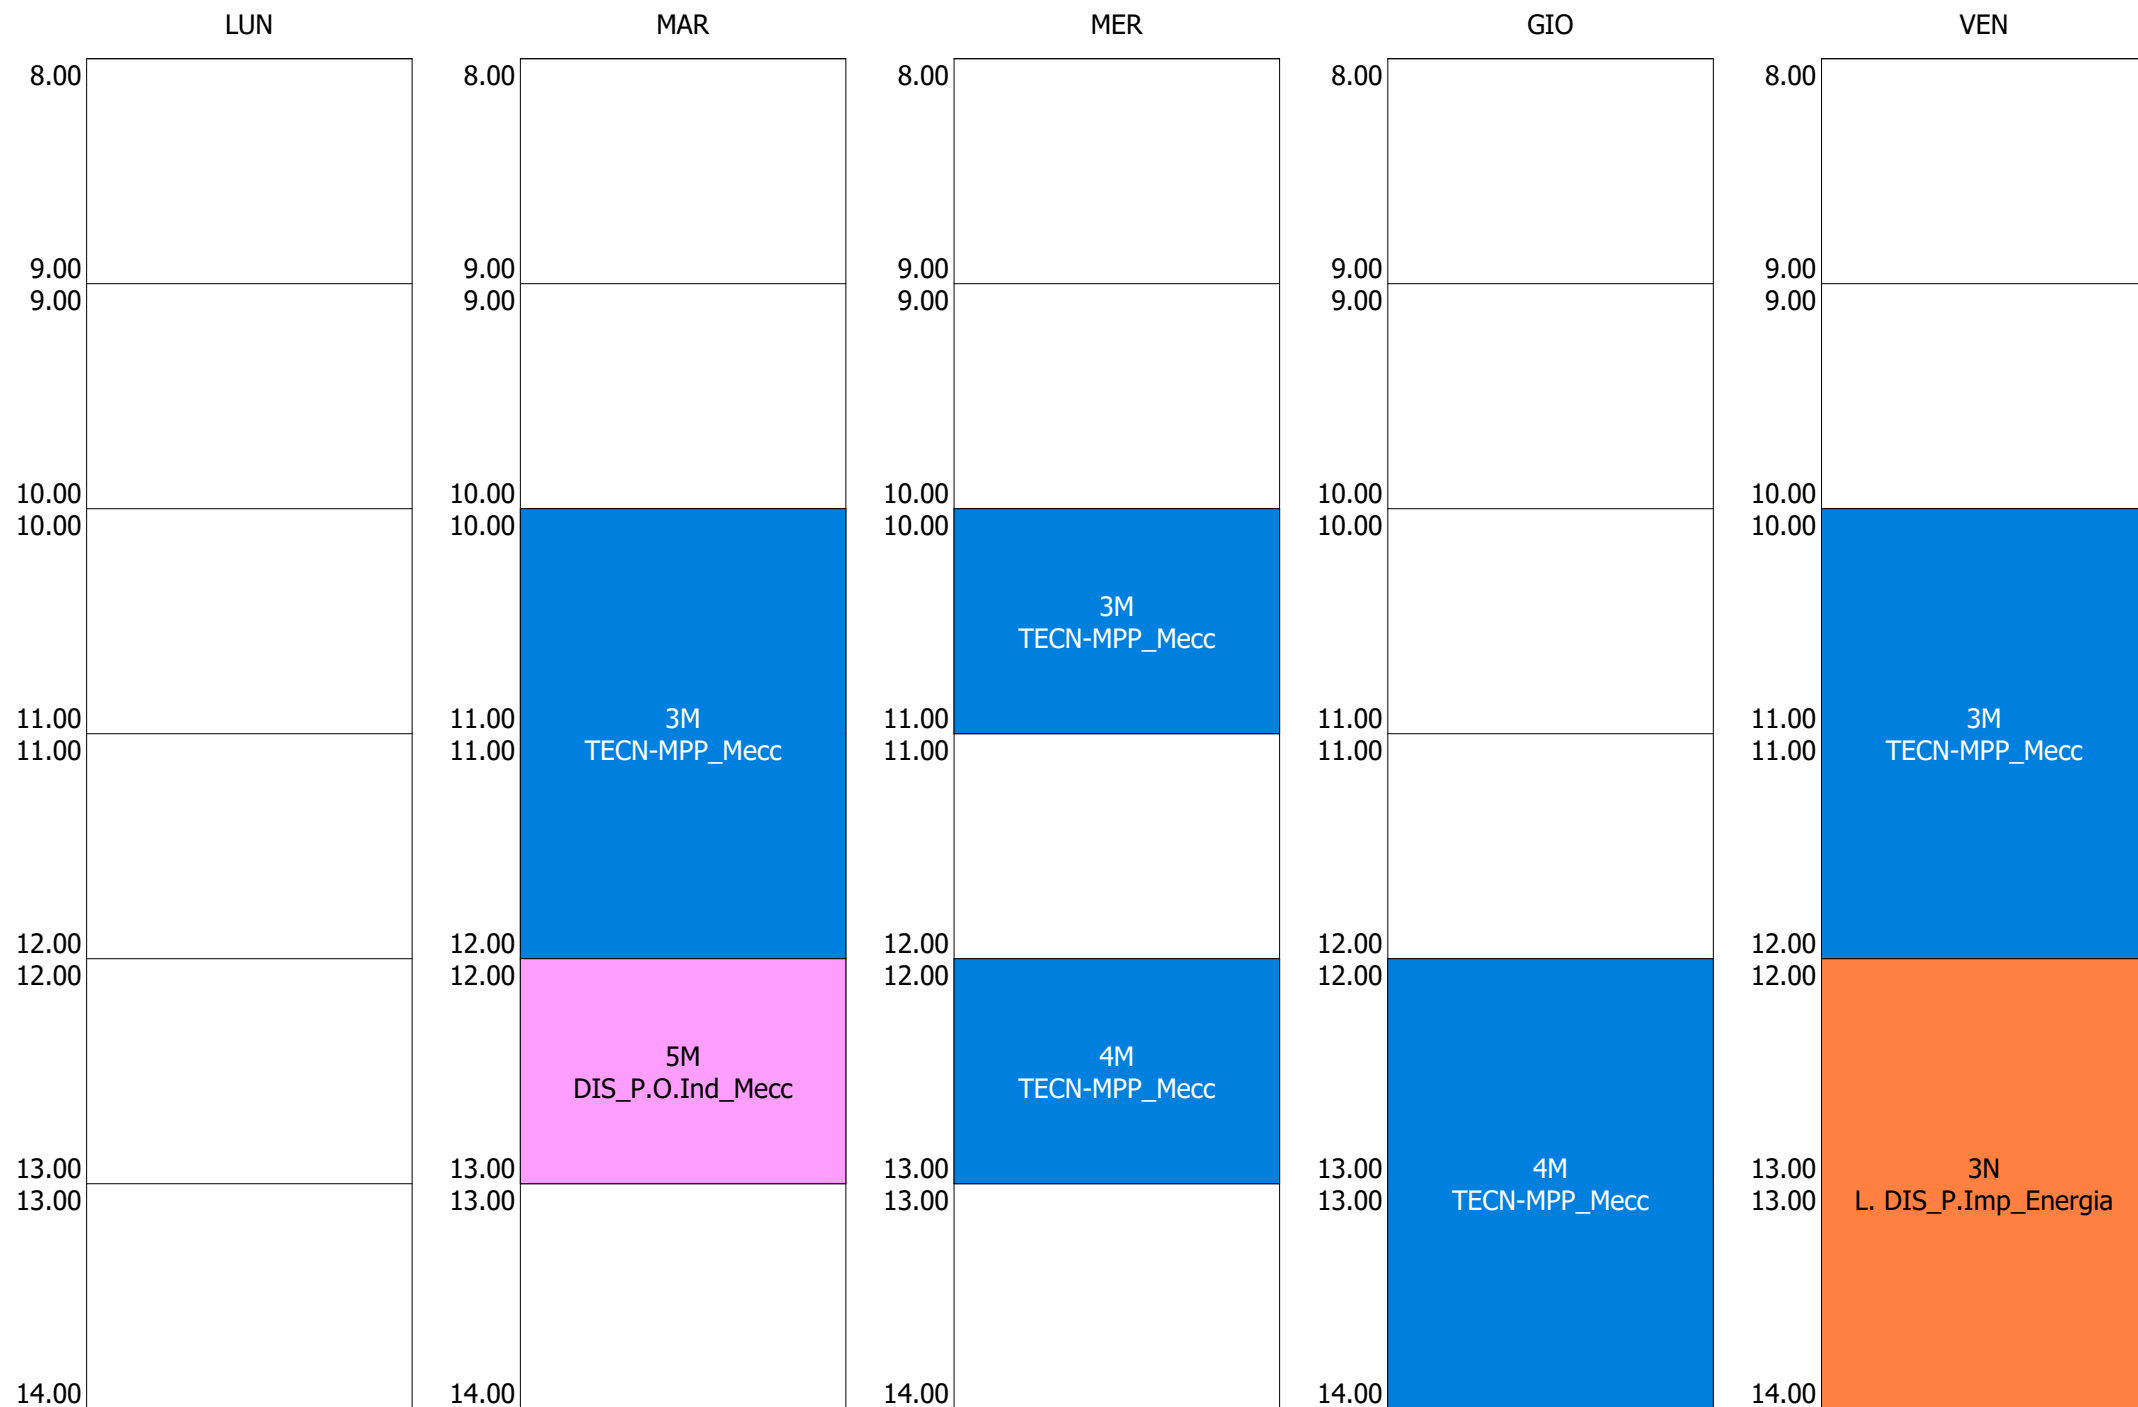 LUN MAR MER GIO VEN
8.00 8.00 8.00 8.00 8.00
9.00 9.00 9.00 9.00 9.00
9.00 9.00 9.00 9.00 9.00
10.00 10.00 10.00 10.00 10.00
10.00 10.00 10.00 10.00 10.00
3M
TECN-MPP_Mecc
11.00 11.00 3M 11.00 11.00 11.00 3M
11.00 11.00 TECN-MPP_Mecc 11.00 11.00 11.00 TECN-MPP_Mecc
12.00 12.00 12.00 12.00 12.00
12.00 12.00 12.00 12.00 12.00
5M 4M
DIS_P.O.Ind_Mecc TECN-MPP_Mecc
13.00 13.00 13.00 13.00 4M 13.00 3N
13.00 13.00 13.00 13.00 TECN-MPP_Mecc 13.00 L. DIS_P.Imp_Energia
14.00 14.00 14.00 14.00 14.00